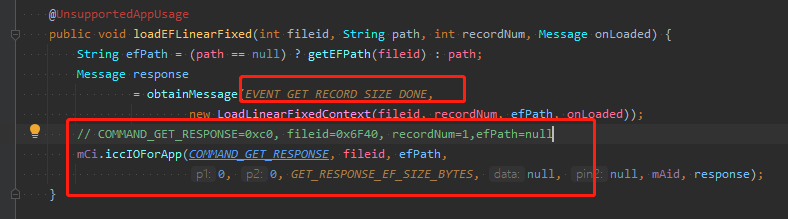 @UnsupportedAppUsage
public void loadEFLinearFixed(int fileid, String path, int recordNum, Message onLoaded) {
String efPath = (path == null) ? getEFPath(fileid) : path;
Message response
= obtainMessage(EVENT_GET_RECORD_SIZE_DONE,
new LoadLinearFixedContext(fileid, recordNum, efPath, onLoaded));
// COMMAND_GET_RESPONSE=0xc0, fileid=0x6F40, recordNum=1,efPath=null
mCi.iccIOForApp(COMMAND_GET_RESPONSE, fileid, efPath,
p1: 0, p2: 0, GET_RESPONSE_EF_SIZE_BYTES, data: null, pin2: null, mAid, response);
}